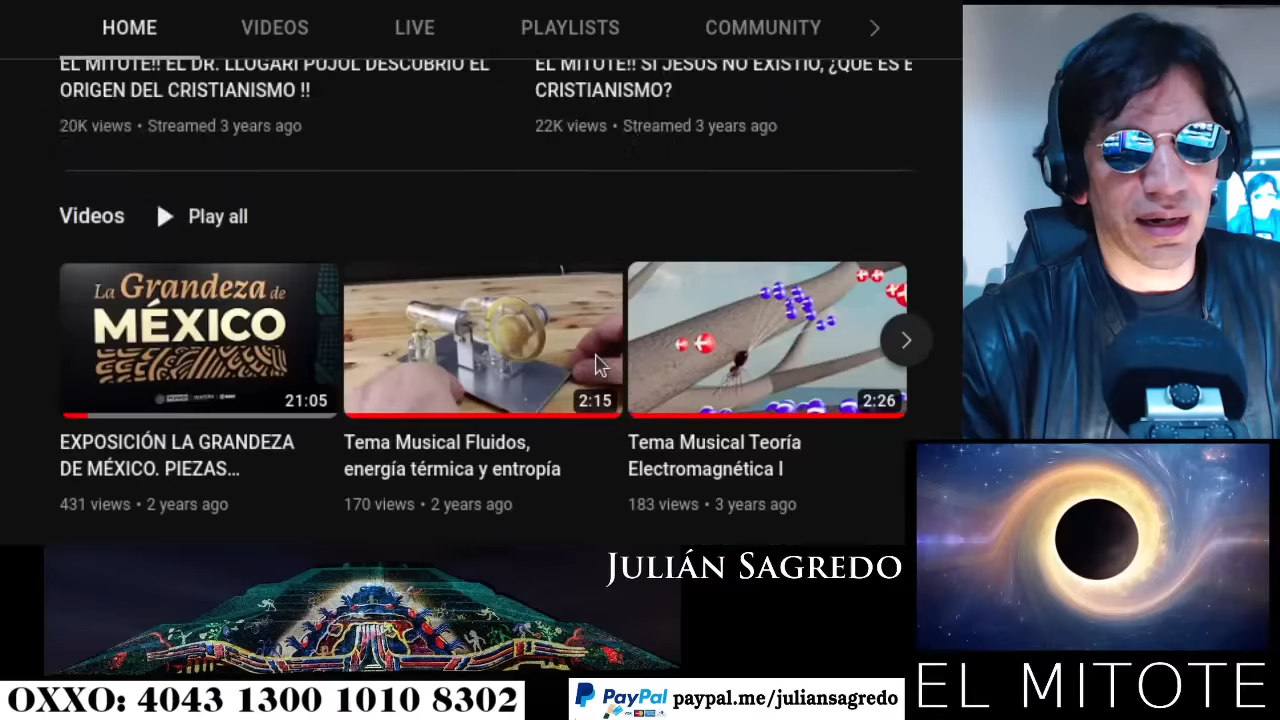 HOME VIDEOS LIVE PLAYLISTS COMMUNITY
EL MITOTE!! EL DR. LLOGARI PUJOL DESCUBRIO EL
ORIGEN DEL CRISTIANISMO !!
20K views • Streamed 3 years ago
EL MITOTE!! SI JESUS NO EXISTIO, ¿QUE ES E
CRISTIANISMO?
22K views • Streamed 3 years ago
Videos Play all
La Grandeza de
MÉXICO
21:05
2:15
2:26
EXPOSICIÓN LA GRANDEZA
DE MÉXICO. PIEZAS...
431 views • 2 years ago
Tema Musical Fluidos,
energía térmica y entropía
170 views • 2 years ago
Tema Musical Teoría
Electromagnética I
183 views • 3 years ago
JULIÁN SAGREDO
OXXO: 4043 1300 1010 8302
PayPal paypal.me/juliansagredo
EL MITOTE